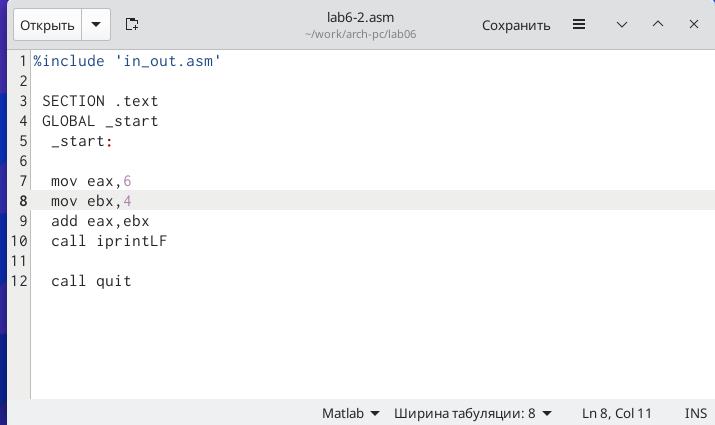 Открыть
lab6-2.asm
~/work/arch-pc/lab06
Сохранить
1 %include 'in_out.asm'
2
3 SECTION .text
4 GLOBAL _start
5 _start:
6
7 mov eax,6
8 mov ebx,4
9 add eax,ebx
10 call iprintLF
11
12 call quit
Matlab Ширина табуляции: 8 Ln 8, Col 11 INS